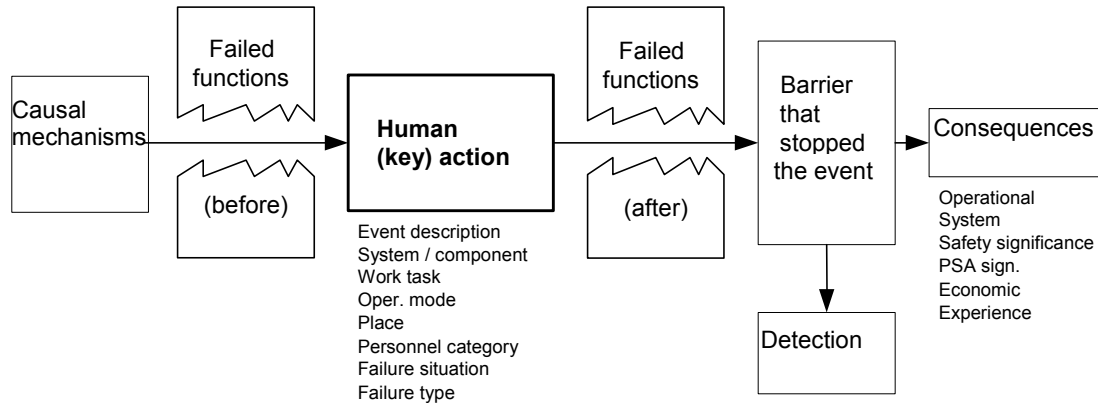 Causal
mechanisms
Failed
functions
(before)
Human
(key) action
Event description
System / component
Work task
Oper. mode
Place
Personnel category
Failure situation
Failure type
Failed
functions
(after)
Barrier
that
stopped
the event
Detection
Consequences
Operational
System
Safety significance
PSA sign.
Economic
Experience